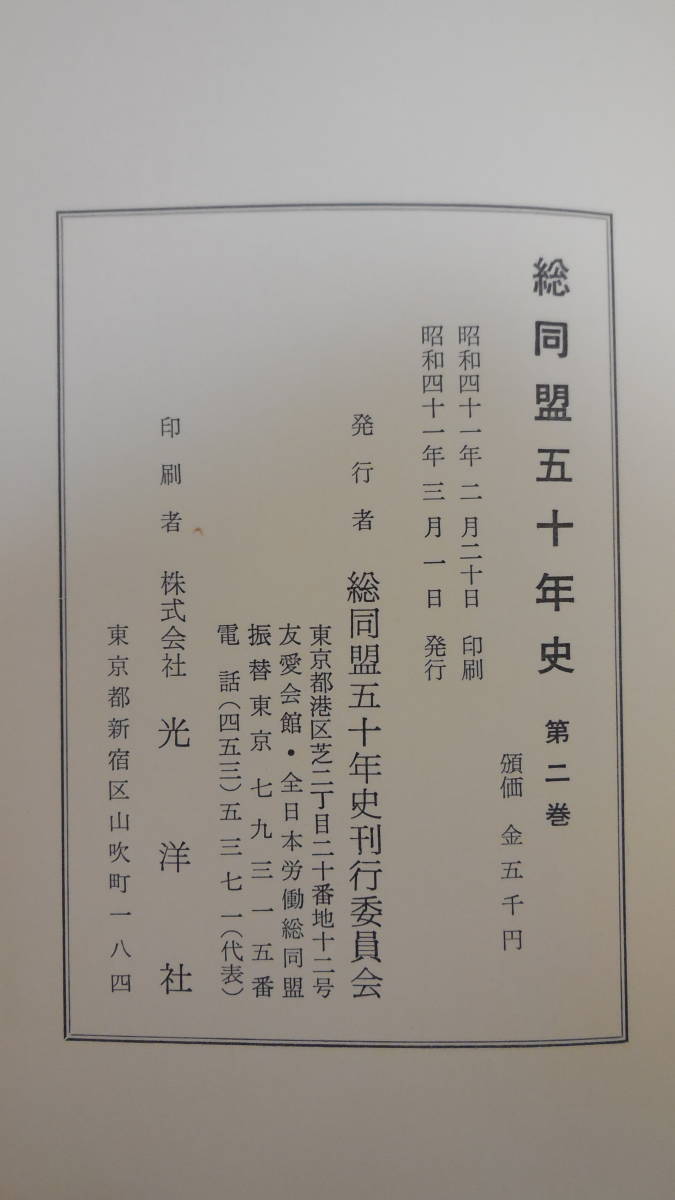 総同盟五十年史 第二巻
頒価 金五千円
昭和四十一年 二 月二十日 印刷
昭和四十一年 三 月 一 日 発行
発行者 総同盟五十年史刊行委員会
東京都港区芝二丁目二十番地十二号
友愛会館・全日本労働総同盟
振替東京 七九三一五番
電話(四五三)五三七一(代表)
印刷者 株式会社 光洋社
東京都新宿区山吹町一八四